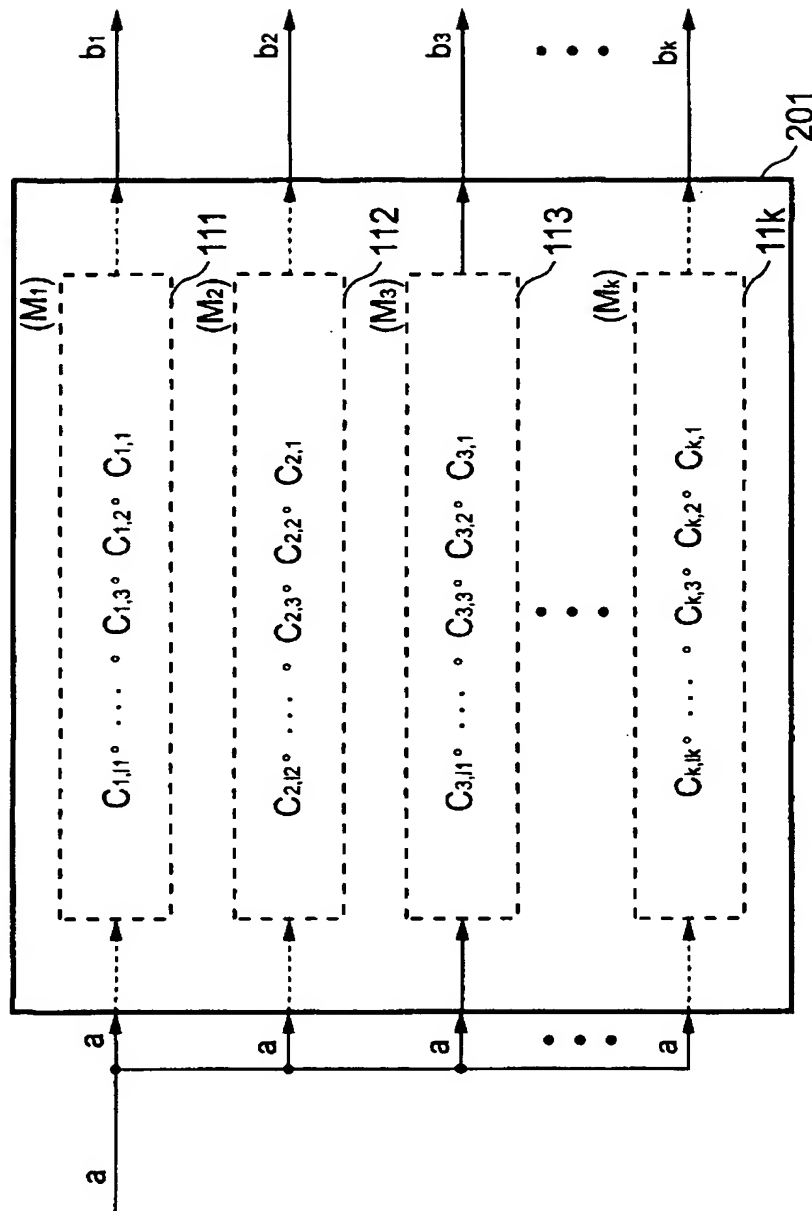 a
a
(M1)
C1,l1° ... ° C1,3° C1,2° C1,1
111
b1
a
(M2)
C2,l2° ... ° C2,3° C2,2° C2,1
112
b2
a
(M3)
C3,l1° ... ° C3,3° C3,2° C3,1
113
b3
a
(Mk)
Ck,lk° ... ° Ck,3° Ck,2° Ck,1
11k
bk
201